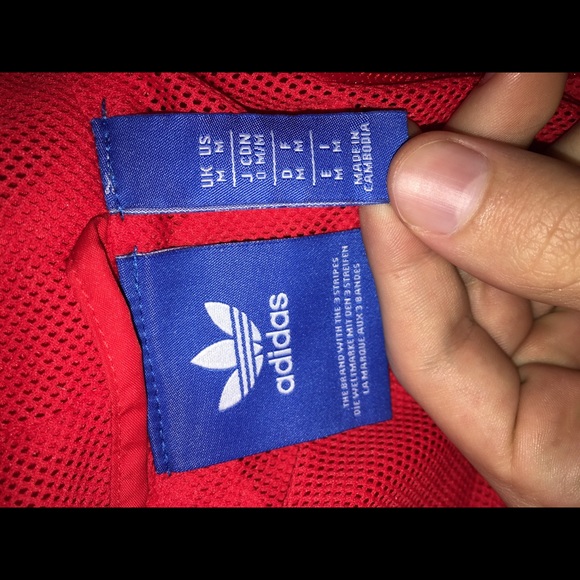 UK US
M M
J CDN
O M/M
D F
M M
E I
M M
MADE IN
CAMBODIA
adidas
THE BRAND WITH THE 3 STRIPES
DIE WELTMARKE MIT DEN 3 STREIFEN
LA MARQUE AUX 3 BANDES